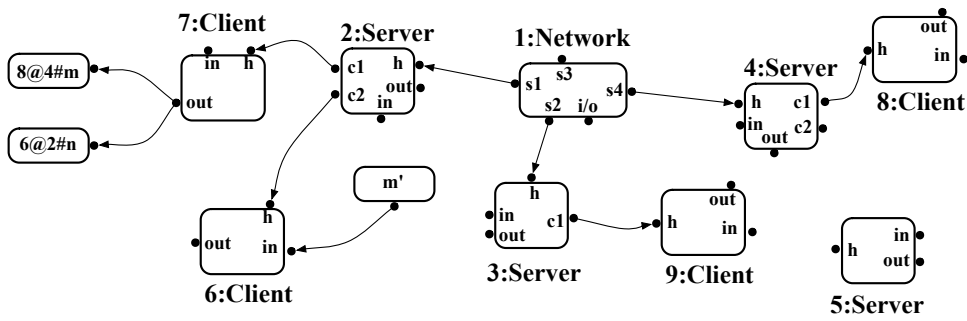 7:Client
in h
out
8@4#m
6@2#n
2:Server
c1 h
c2 out
in
1:Network
s1 s3 s4
s2 i/o
4:Server
h c1
in c2
out
out
h in
8:Client
m'
h
out in
6:Client
h
in
out c1
3:Server
out
h in
9:Client
in
h
out
5:Server